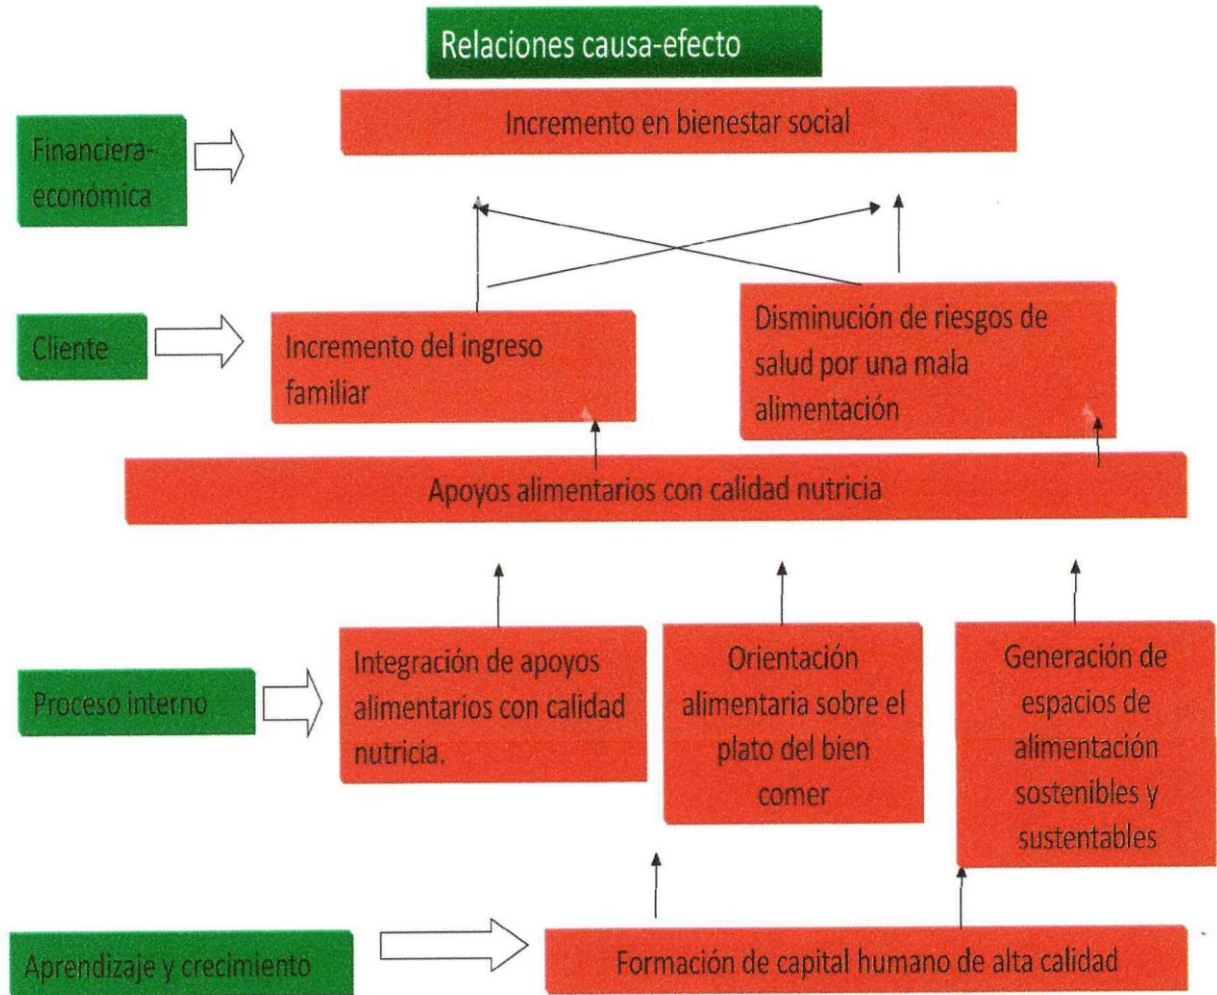 Relaciones causa-efecto
Incremento en bienestar social
Financiera-
económica
Cliente
Incremento del ingreso
familiar
Disminución de riesgos de
salud por una mala
alimentación
Apoyos alimentarios con calidad nutricia
Proceso interno
Integración de apoyos
alimentarios con calidad
nutricia.
Orientación
alimentaria sobre el
plato del bien
comer
Generación de
espacios de
alimentación
sostenibles y
sustentables
Aprendizaje y crecimiento
Formación de capital humano de alta calidad